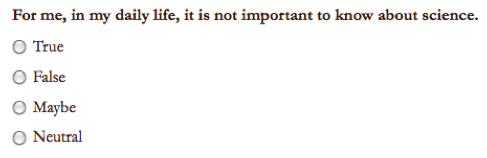 For me, in my daily life, it is not important to know about science.
True
False
Maybe
Neutral